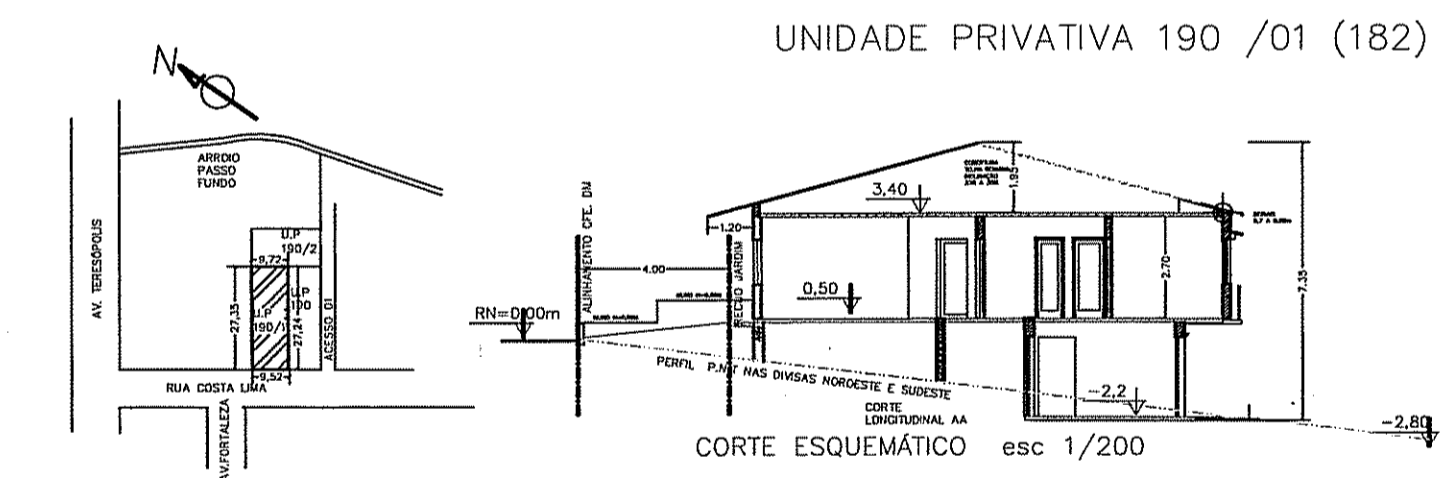 UNIDADE PRIVATIVA 190 /01 (182)
N
ARROIO
PASSO
FUNDO
AV. TERESÓPOLIS
U.P
190/2
9,72
27,35
U.P
190
U.P
190/1
27,24
ACESSO 01
9,52
RUA COSTA LIMA
AV.FORTALEZA
RN=0,00m
ALINHAMENTO CFE. DM
4.00
RECUO JARDIM
1.20
3,40
1.95
0,50
2.70
7.35
PERFIL P.N.T NAS DIVISAS NOROESTE E SUDESTE
CORTE
LONGITUDINAL AA
-2,2
-2,80
CORTE ESQUEMÁTICO esc 1/200